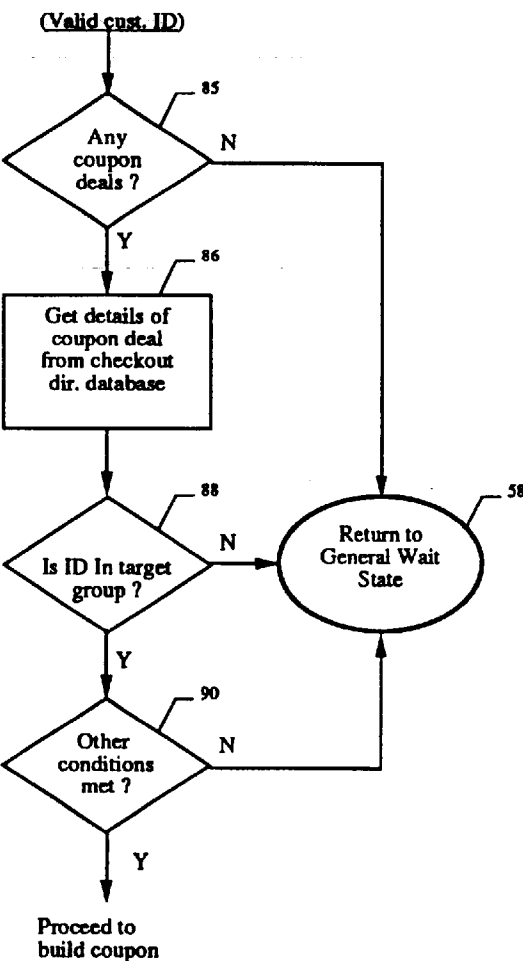 (Valid cust. ID)
85
Any
coupon
deals ?
N
Y
86
Get details of
coupon deal
from checkout
dir. database
88
Is ID In target
group ?
N
58
Return to
General Wait
State
Y
90
Other
conditions
met ?
N
Y
Proceed to
build coupon